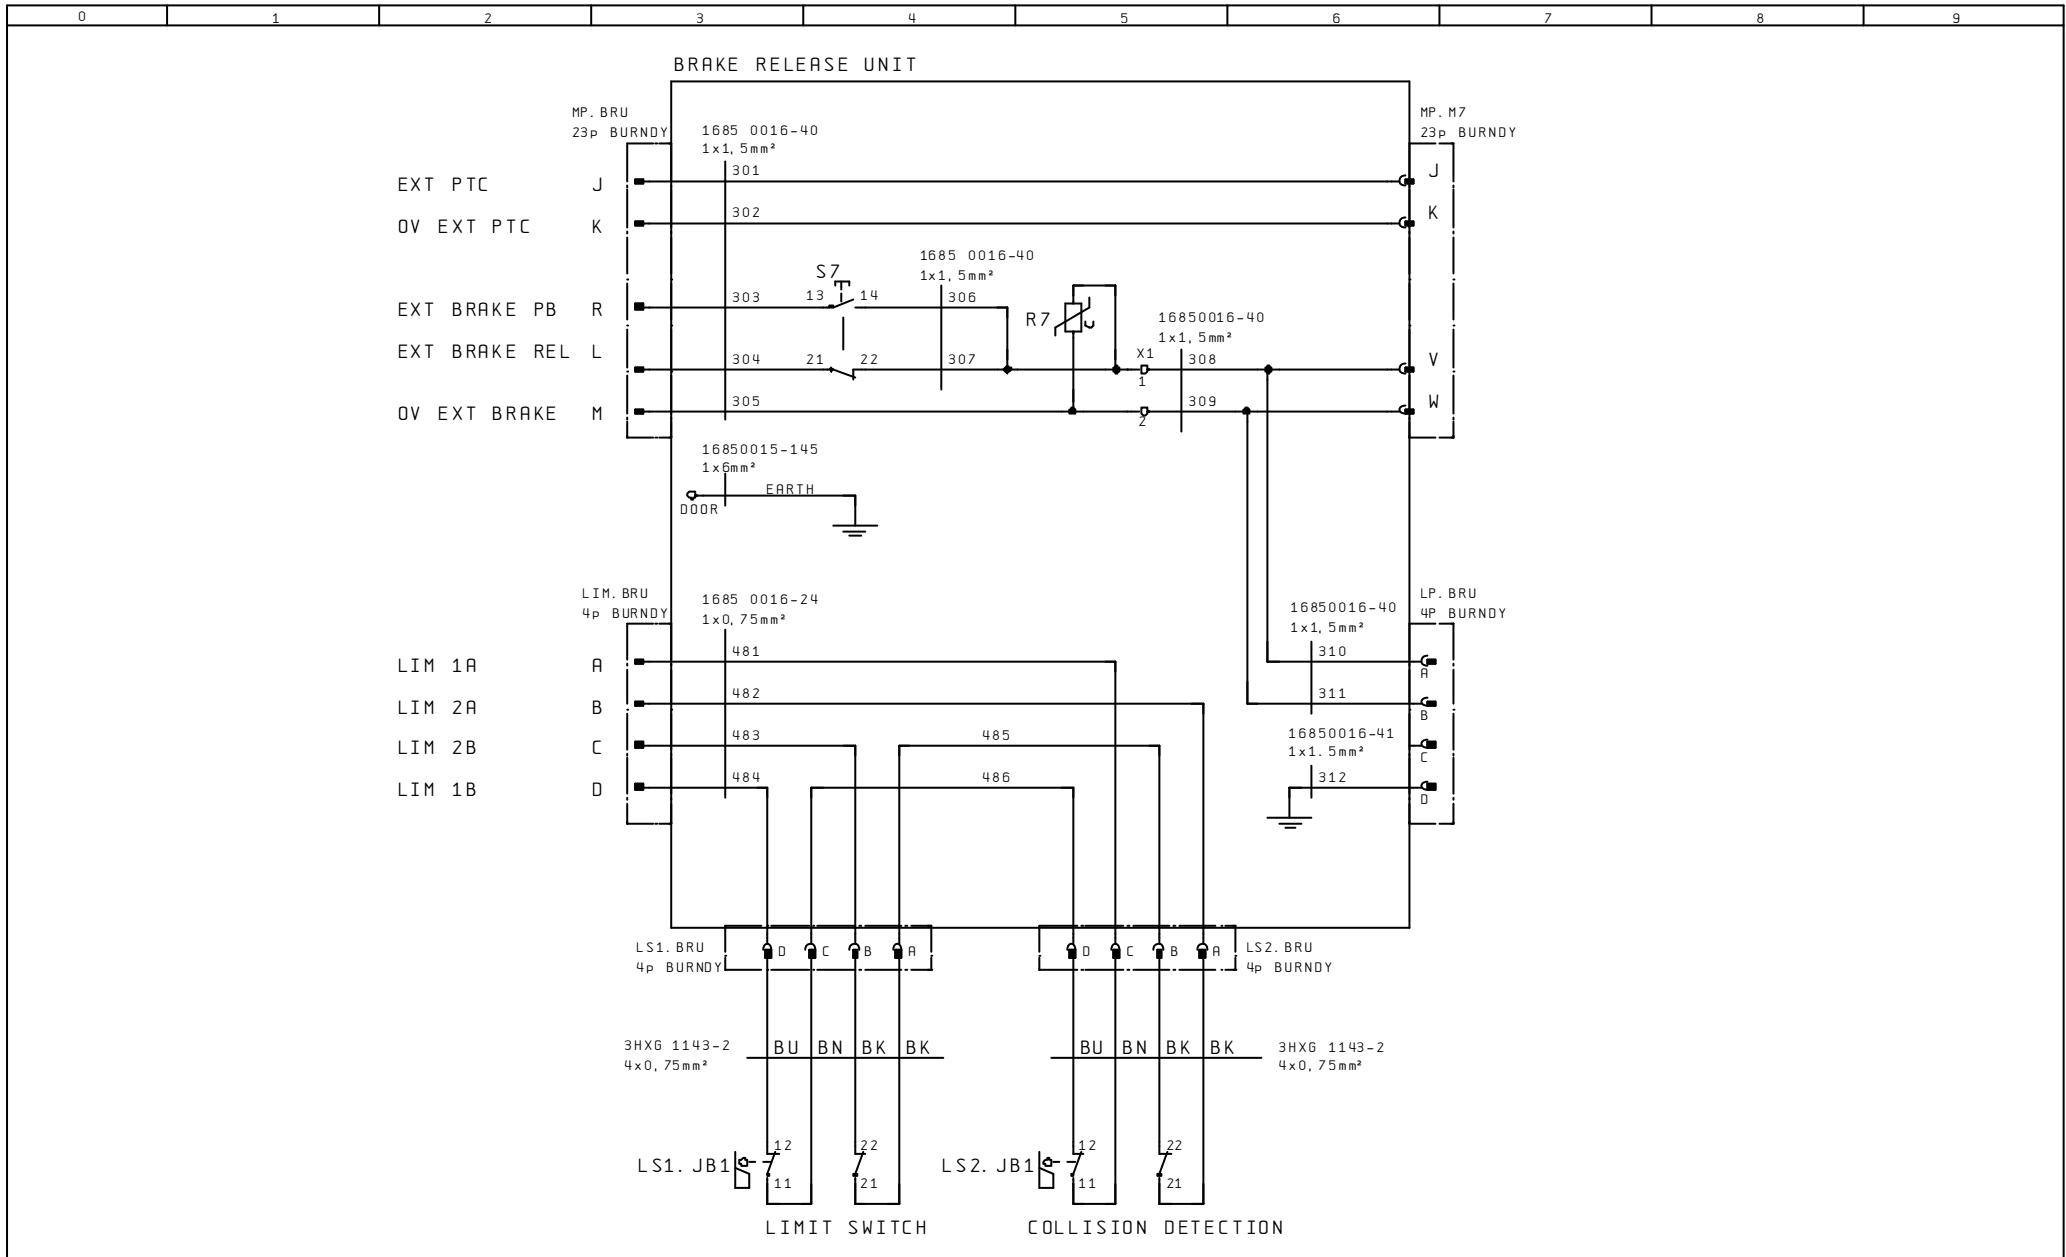 0 1 2 3 4 5 6 7 8 9
BRAKE RELEASE UNIT
MP.BRU
23p BURNDY
MP.M7
23p BURNDY
1685 0016-40
1x1,5mm²
EXT PTC J 301 J
0V EXT PTC K 302 K
1685 0016-40
1x1,5mm²
S7
EXT BRAKE PB R 303 13 14 306
R7
16850016-40
1x1,5mm²
EXT BRAKE REL L 304 21 22 307 X1 1 308 V
0V EXT BRAKE M 305 2 309 W
16850015-145
1x6mm²
EARTH
DOOR
LIM.BRU
4p BURNDY
1685 0016-24
1x0,75mm²
16850016-40
1x1,5mm²
LP.BRU
4P BURNDY
LIM 1A A 481 310 A
LIM 2A B 482 311 B
16850016-41
1x1.5mm²
LIM 2B C 483 485 C
LIM 1B D 484 486 312 D
LS1.BRU
4p BURNDY
D C B A
D C B A
LS2.BRU
4p BURNDY
3HXG 1143-2
4x0,75mm²
BU BN BK BK
BU BN BK BK
3HXG 1143-2
4x0,75mm²
12 22
12 22
LS1.JB1
LS2.JB1
11 21
11 21
LIMIT SWITCH
COLLISION DETECTION